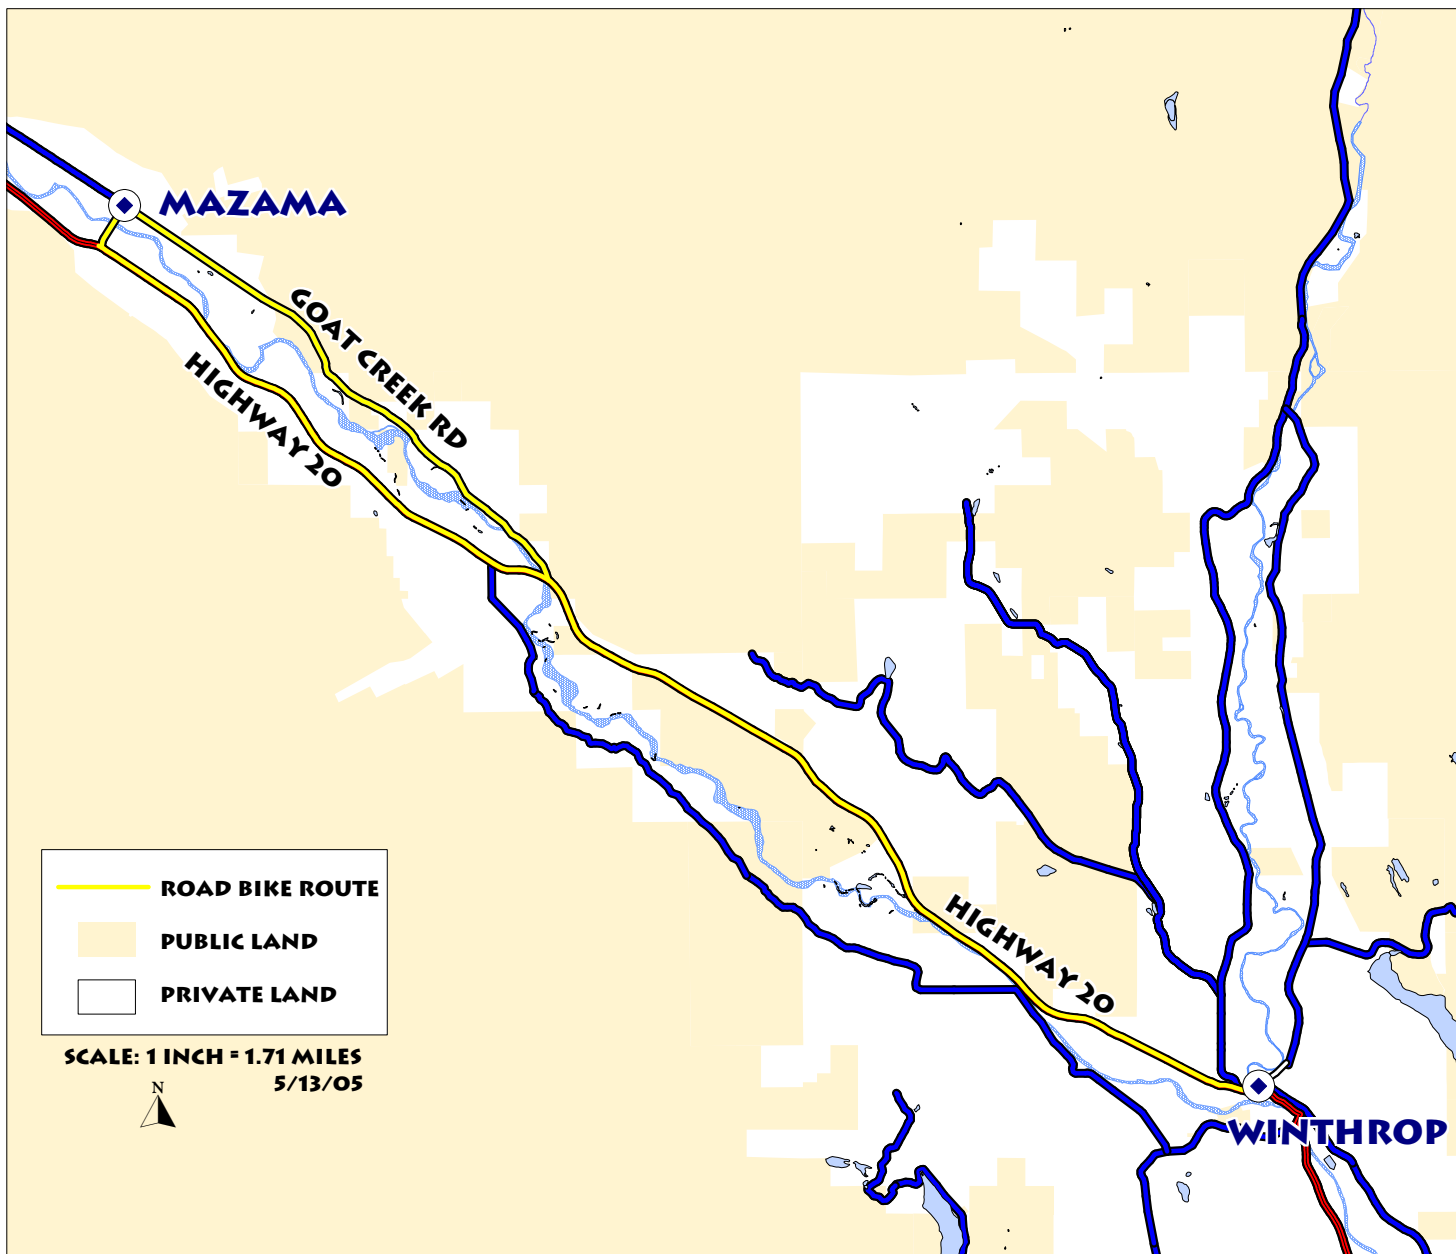 MAZAMA
GOAT CREEK RD
HIGHWAY 20
HIGHWAY 20
ROAD BIKE ROUTE
PUBLIC LAND
PRIVATE LAND
SCALE: 1 INCH = 1.71 MILES
5/13/05
N
WINTHROP